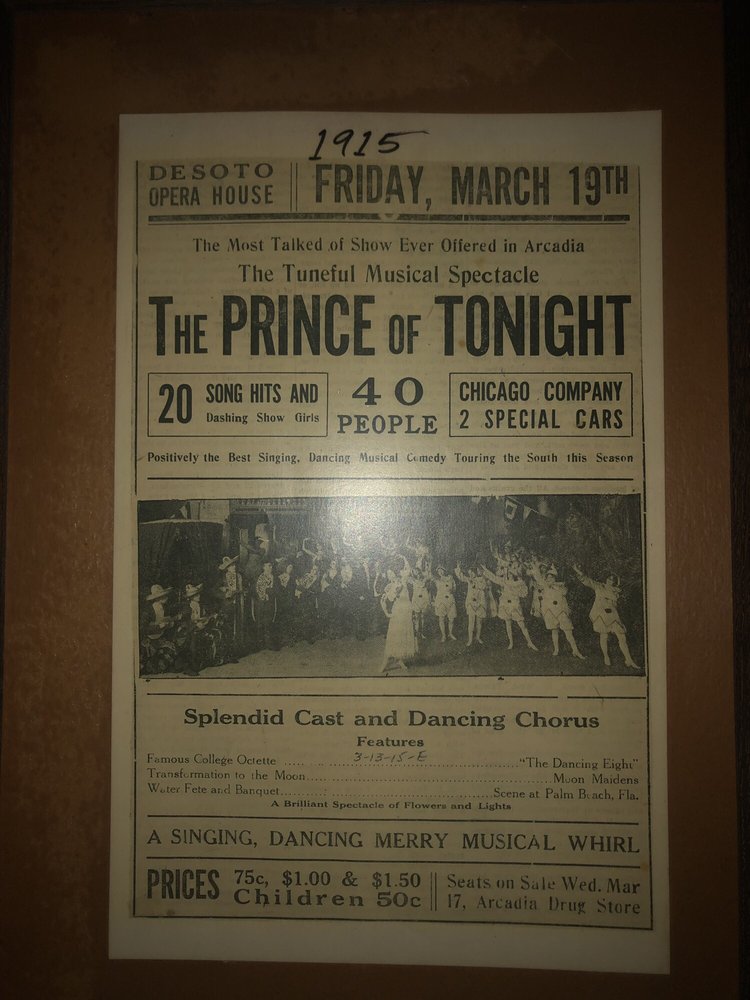 1915
DESOTO
OPERA HOUSE
FRIDAY, MARCH 19TH
The Most Talked of Show Ever Offered in Arcadia
The Tuneful Musical Spectacle
THE PRINCE OF TONIGHT
20 SONG HITS AND
Dashing Show Girls
40
PEOPLE
CHICAGO COMPANY
2 SPECIAL CARS
Positively the Best Singing, Dancing Musical Comedy Touring the South this Season
Splendid Cast and Dancing Chorus
Features
3-13-15-E
Famous College Octette ........ "The Dancing Eight"
Transformation to the Moon........ Moon Maidens
Water Fete and Banquet........ Scene at Palm Beach, Fla.
A Brilliant Spectacle of Flowers and Lights
A SINGING, DANCING MERRY MUSICAL WHIRL
PRICES
75c, $1.00 & $1.50
Children 50c
Seats on Sale Wed. Mar
17, Arcadia Drug Store